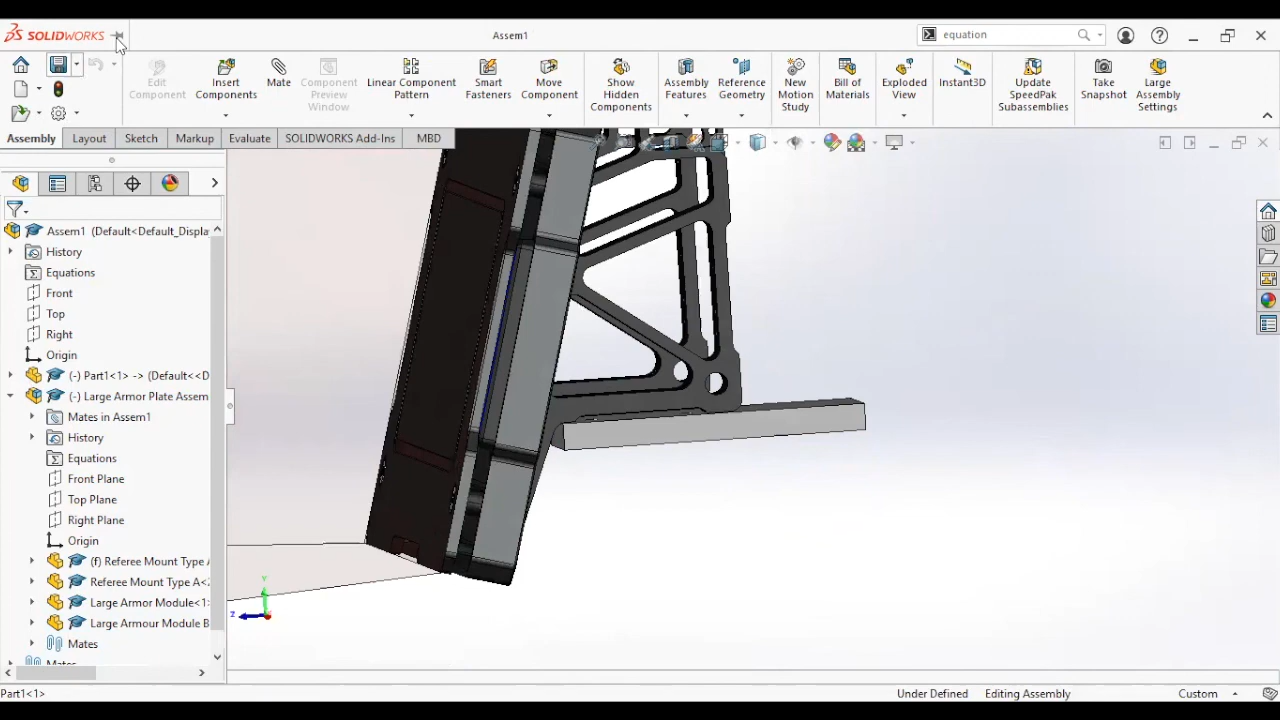 SOLIDWORKS
Assem1
equation
Edit Component
Insert Components
Mate
Component Preview Window
Linear Component Pattern
Smart Fasteners
Move Component
Show Hidden Components
Assembly Features
Reference Geometry
New Motion Study
Bill of Materials
Exploded View
Instant3D
Update SpeedPak Subassemblies
Take Snapshot
Large Assembly Settings
Assembly
Layout
Sketch
Markup
Evaluate
SOLIDWORKS Add-Ins
MBD
Assem1 (Default<Default_Displa
History
Equations
Front
Top
Right
Origin
(-) Part1<1> -> (Default<<D
(-) Large Armor Plate Assem
Mates in Assem1
History
Equations
Front Plane
Top Plane
Right Plane
Origin
(f) Referee Mount Type A
Referee Mount Type A<2
Large Armor Module<1>
Large Armour Module B
Mates
Mates
Y
Z
Part1<1>
Under Defined
Editing Assembly
Custom